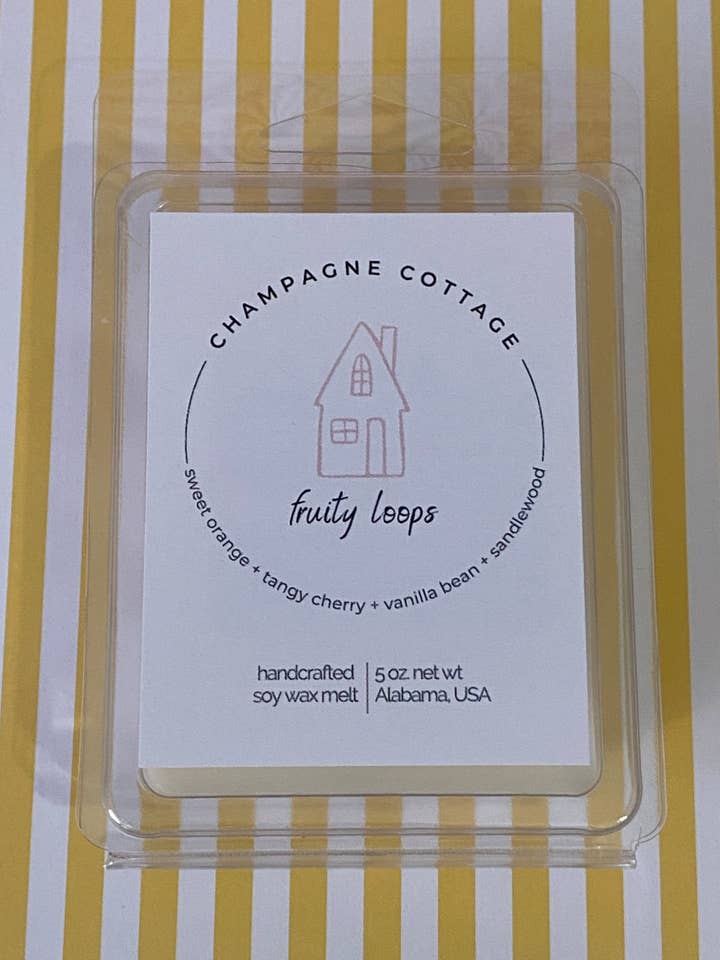 CHAMPAGNE COTTAGE
fruity loops
sweet orange + tangy cherry + vanilla bean + sandlewood
handcrafted
soy wax melt
5 oz. net wt
Alabama, USA